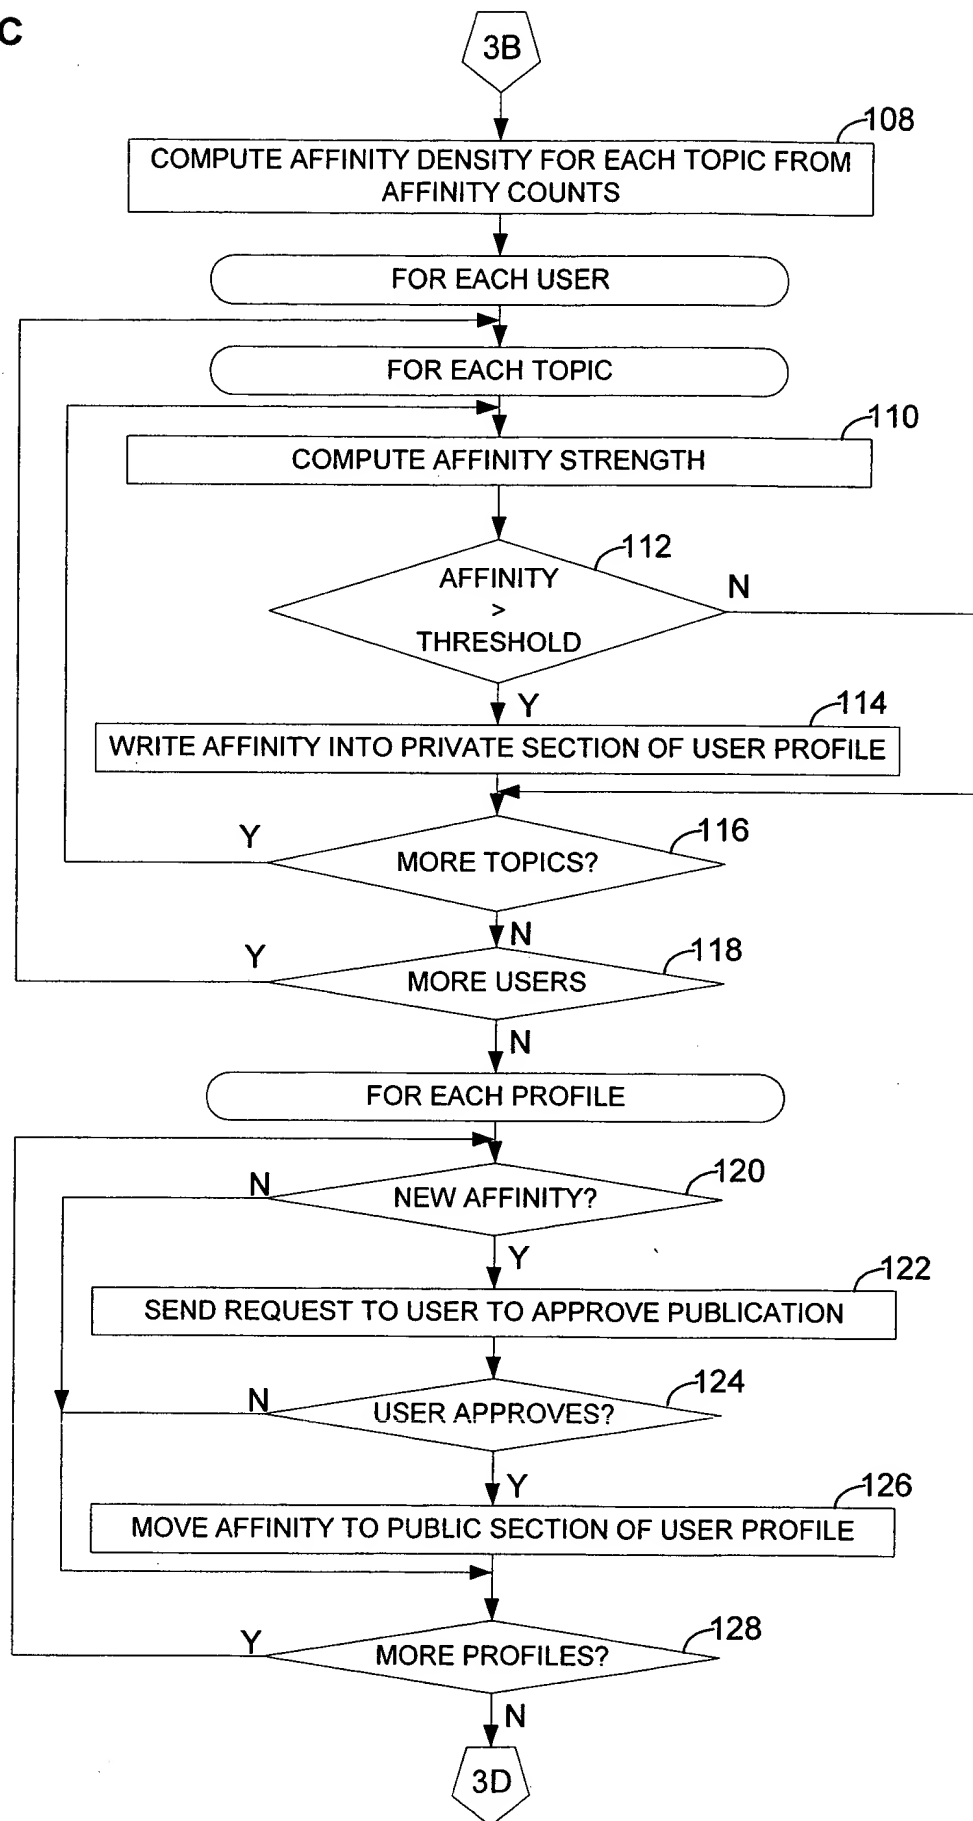 C
3B
108
COMPUTE AFFINITY DENSITY FOR EACH TOPIC FROM
AFFINITY COUNTS
FOR EACH USER
FOR EACH TOPIC
110
COMPUTE AFFINITY STRENGTH
112
AFFINITY
>
THRESHOLD
N
Y
114
WRITE AFFINITY INTO PRIVATE SECTION OF USER PROFILE
116
Y
MORE TOPICS?
N
118
Y
MORE USERS
N
FOR EACH PROFILE
120
N
NEW AFFINITY?
Y
122
SEND REQUEST TO USER TO APPROVE PUBLICATION
124
N
USER APPROVES?
Y
126
MOVE AFFINITY TO PUBLIC SECTION OF USER PROFILE
128
Y
MORE PROFILES?
N
3D